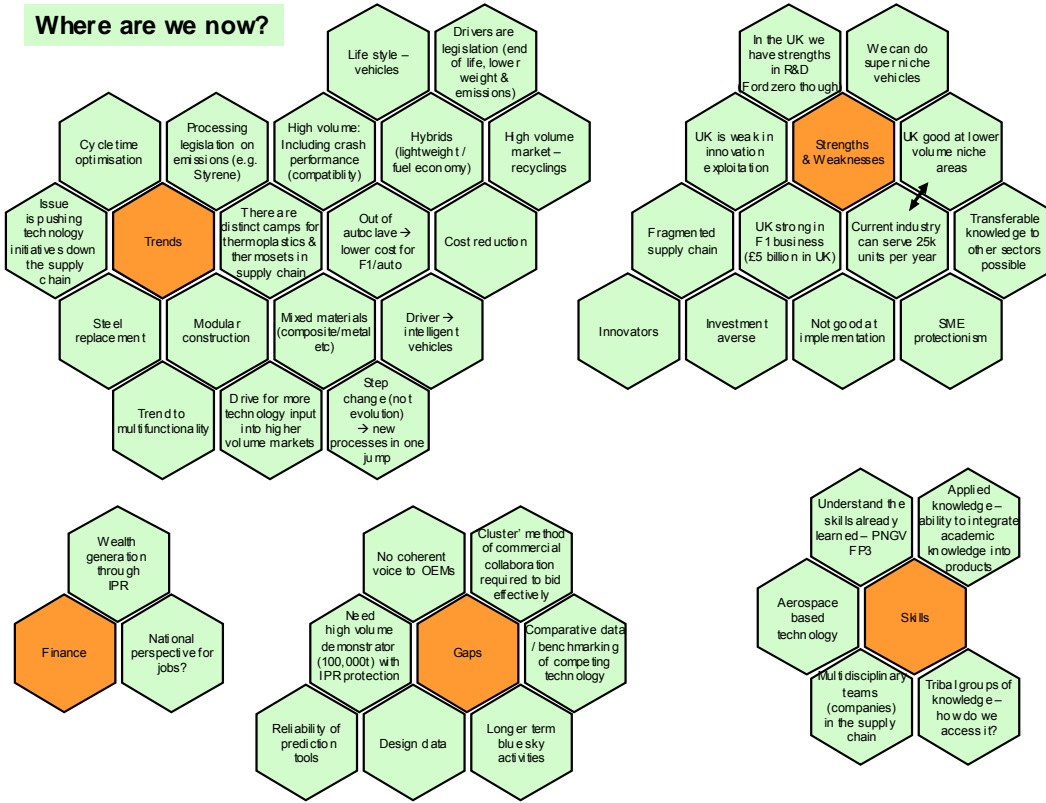 Where are we now?
Life style –
vehicles
Drivers are
legislation (end
of life, lower
weight &
emissions)
Cycle time
optimisation
Processing
legislation on
emissions (e.g.
Styrene)
High volume:
Including crash
performance
(compatiblity)
Hybrids
(lightweight /
fuel economy)
High volume
market –
recyclings
Issue
is pushing
technology
initiatives down
the supply
chain
Trends
There are
distinct camps for
thermoplastics &
thermosets in
supply chain
Out of
autoclave →
lower cost for
F1/auto
Cost reduction
Steel
replacement
Modular
construction
Mixed materials
(composite/metal
etc)
Driver →
intelligent
vehicles
Trend to
multifunctionality
Drive for more
technology input
into higher
volume markets
Step
change (not
evolution)
→ new
processes in one
jump
In the UK we
have strengths
in R&D
(Ford zero though)
We can do
super niche
vehicles
UK is weak in
innovation
exploitation
Strengths
& Weaknesses
UK good at lower
volume niche
areas
Fragmented
supply chain
UK strong in
F1 business
(£5 billion in UK)
Current industry
can serve 25k
units per year
Transferable
knowledge to
other sectors
possible
Innovators
Investment
averse
Not good at
implementation
SME
protectionism
Wealth
generation
through
IPR
Finance
National
perspective for
jobs?
No coherent
voice to OEMs
Cluster' method
of commercial
collaboration
required to bid
effectively
Need
high volume
demonstrator
(100,000t) with
IPR protection
Gaps
Comparative data
/ benchmarking
of competing
technology
Reliability of
prediction
tools
Design data
Longer term
blue sky
activities
Understand the
skills already
learned – PNGV
FP3
Applied
knowledge –
ability to integrate
academic
knowledge into
products
Aerospace
based
technology
Skills
Multidisciplinary
teams
(companies)
in the supply
chain
Tribal groups of
knowledge –
how do we
access it?